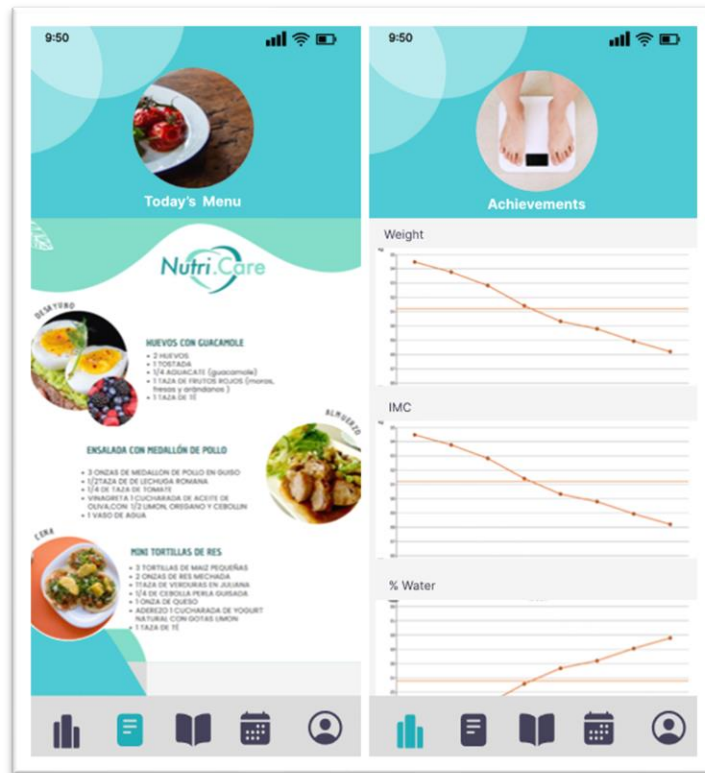 9:50
Today's Menu
Nutri.Care
DESAYUNO
HUEVOS CON GUACAMOLE
• 2 HUEVOS
• 1 TOSTADA
• 1/4 AGUACATE (guacamole)
• 1 TAZA DE FRUTOS ROJOS (moras,
fresas y arándanos )
• 1 TAZA DE TÉ
ALMUERZO
ENSALADA CON MEDALLÓN DE POLLO
• 3 ONZAS DE MEDALLON DE POLLO EN GUISO
• 1/2TAZA DE DE LECHUGA ROMANA
• 1/4 DE TAZA DE TOMATE
• VINAGRETA 1 CUCHARADA DE ACEITE DE
OLIVA,CON 1/2 LIMON, OREGANO Y CEBOLLIN
• 1 VASO DE AGUA
CENA
MINI TORTILLAS DE RES
• 3 TORTILLAS DE MAIZ PEQUEÑAS
• 2 ONZAS DE RES MECHADA
• 1TAZA DE VERDURAS EN JULIANA
• 1/4 DE CEBOLLA PERLA GUISADA
• 1 ONZA DE QUESO
• ADEREZO 1 CUCHARADA DE YOGURT
NATURAL CON GOTAS LIMON
• 1 TAZA DE TÉ
9:50
Achievements
Weight
IMC
% Water